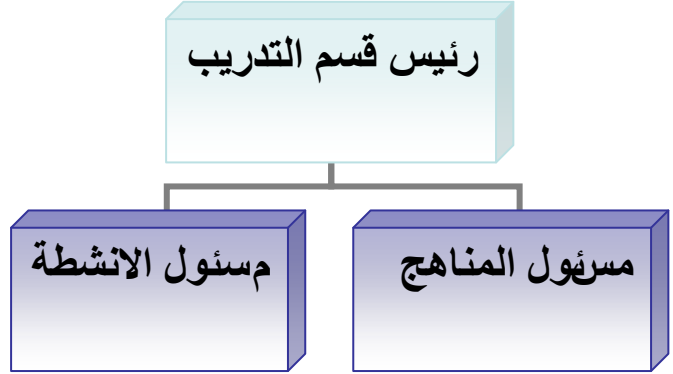 رئيس قسم التدريب
مسئول المناهج
مسئول الانشطة